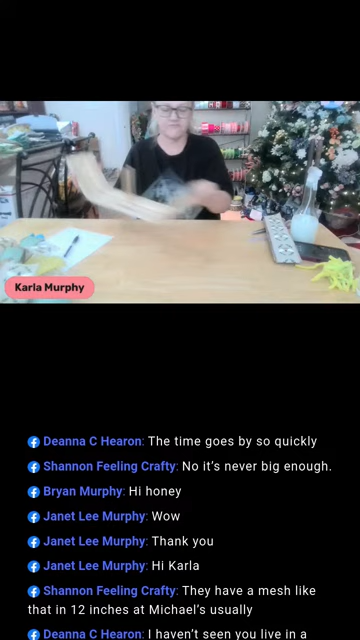 Karla Murphy
Deanna C Hearon: The time goes by so quickly
Shannon Feeling Crafty: No it's never big enough.
Bryan Murphy: Hi honey
Janet Lee Murphy: Wow
Janet Lee Murphy: Thank you
Janet Lee Murphy: Hi Karla
Shannon Feeling Crafty: They have a mesh like
that in 12 inches at Michael's usually
Deanna C Hearon: I haven't seen you live in a